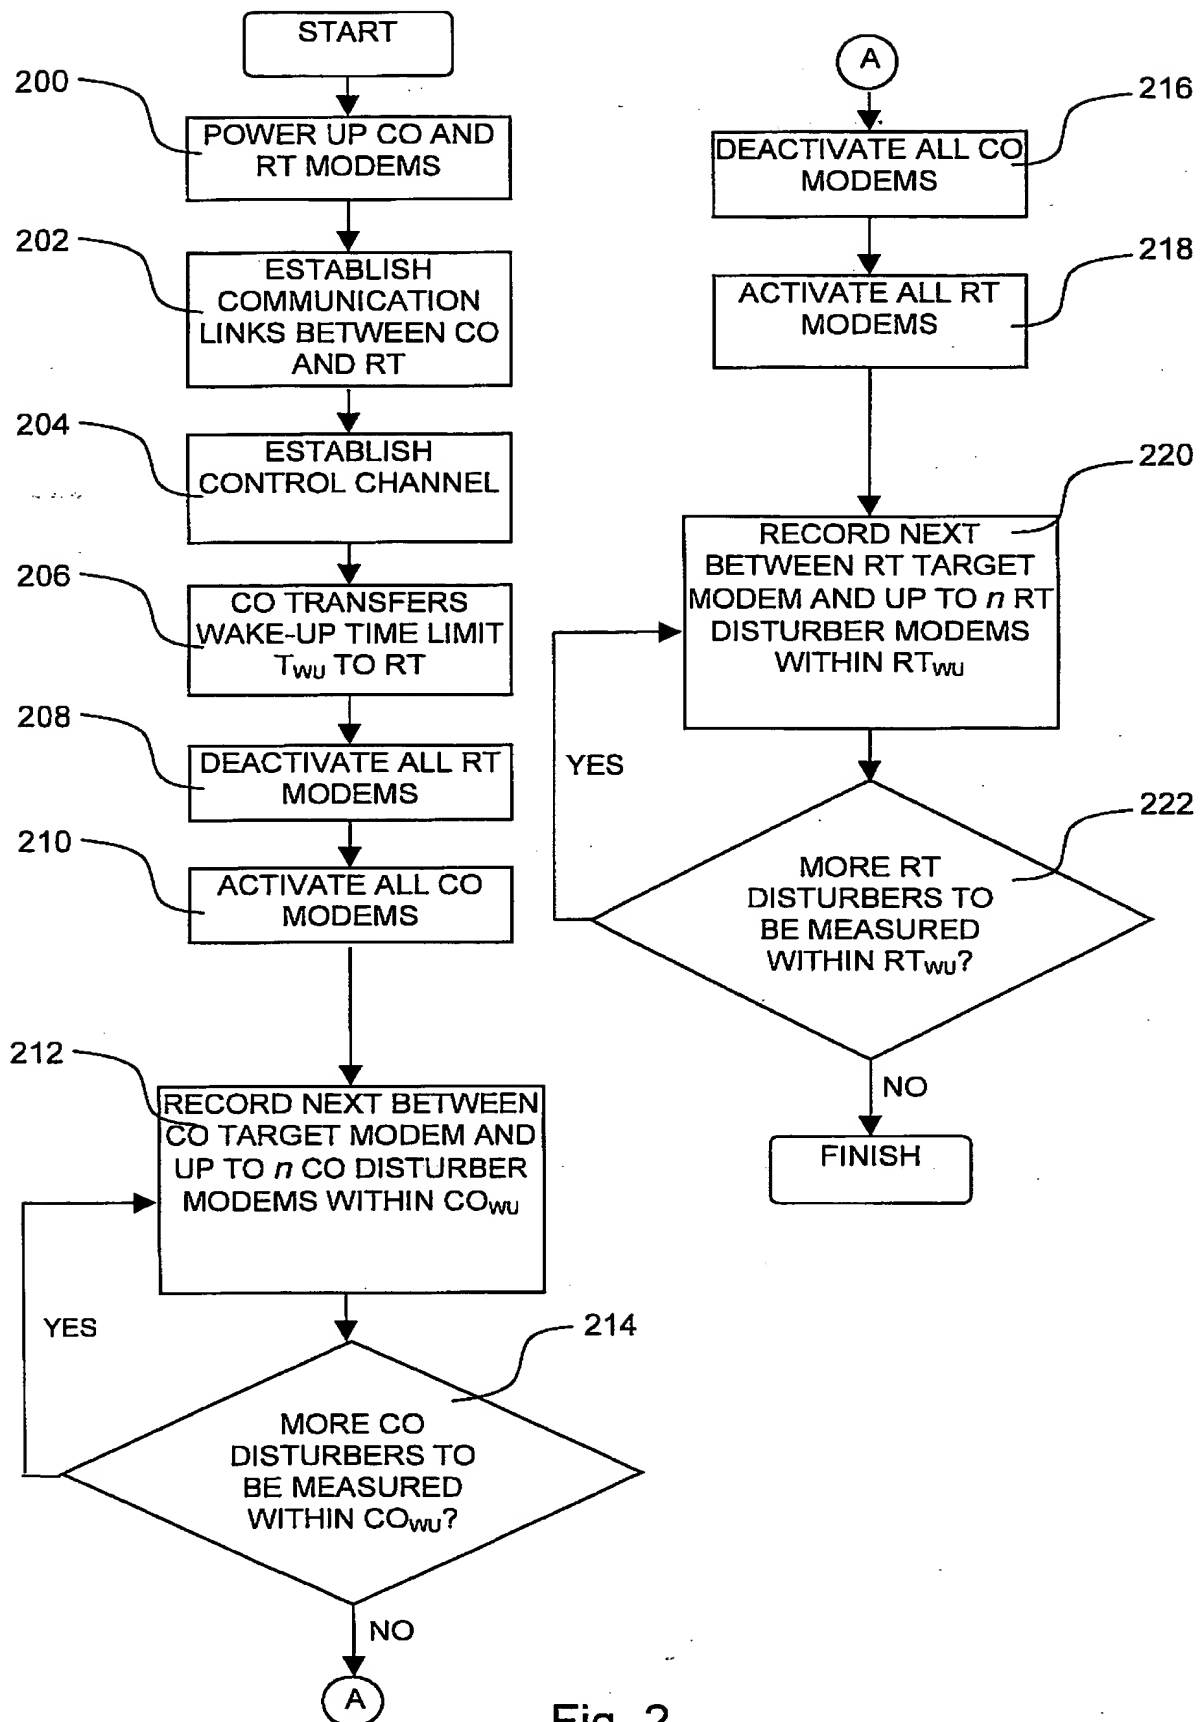 START
200
POWER UP CO AND
RT MODEMS
202
ESTABLISH
COMMUNICATION
LINKS BETWEEN CO
AND RT
204
ESTABLISH
CONTROL CHANNEL
206
CO TRANSFERS
WAKE-UP TIME LIMIT
TWU TO RT
208
DEACTIVATE ALL RT
MODEMS
210
ACTIVATE ALL CO
MODEMS
212
RECORD NEXT BETWEEN
CO TARGET MODEM AND
UP TO n CO DISTURBER
MODEMS WITHIN COWU
YES
214
MORE CO
DISTURBERS TO
BE MEASURED
WITHIN COWU?
NO
A
A
216
DEACTIVATE ALL CO
MODEMS
218
ACTIVATE ALL RT
MODEMS
220
RECORD NEXT
BETWEEN RT TARGET
MODEM AND UP TO n RT
DISTURBER MODEMS
WITHIN RTWU
YES
222
MORE RT
DISTURBERS TO
BE MEASURED
WITHIN RTWU?
NO
FINISH
Fig. 2